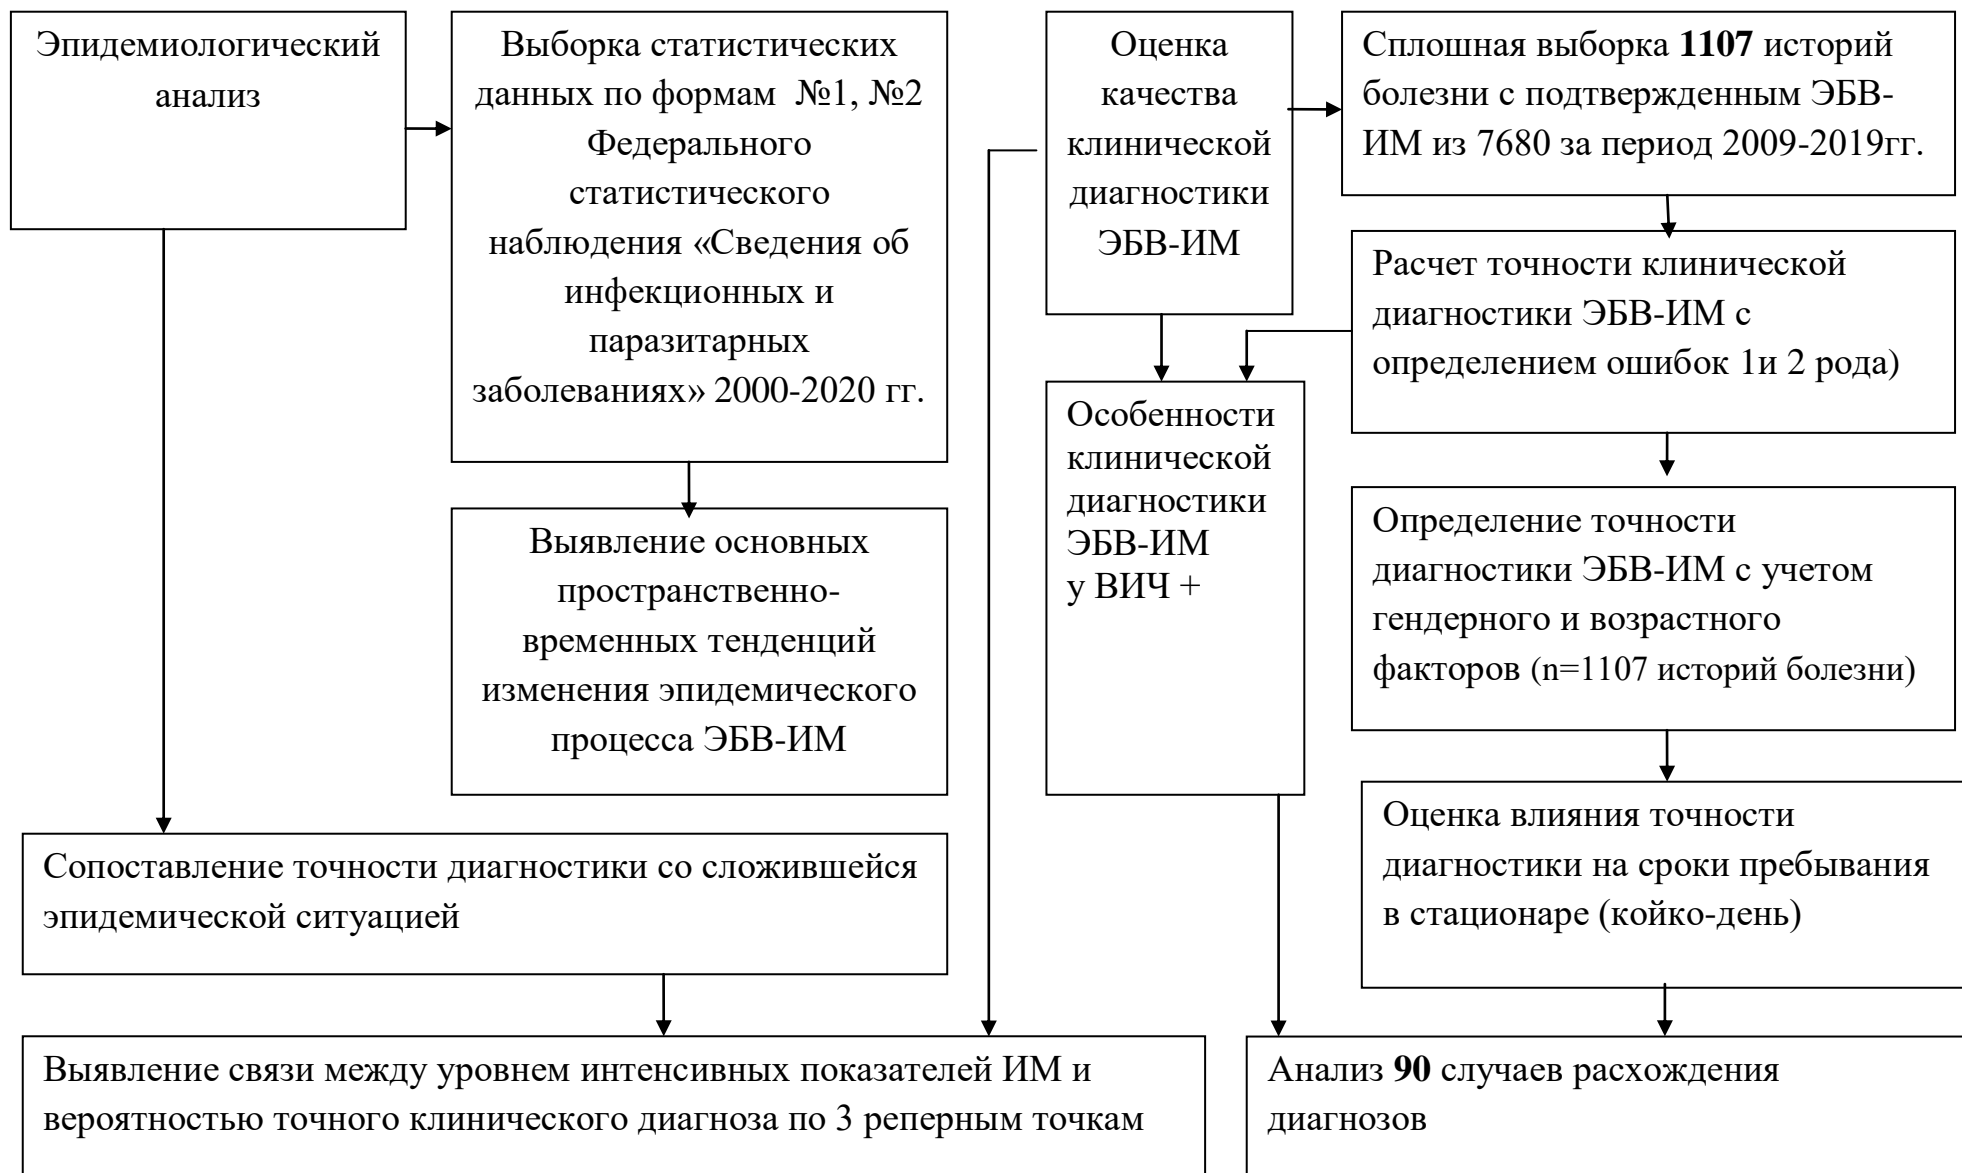 Эпидемиологический
анализ
Выборка статистических
данных по формам №1, №2
Федерального
статистического
наблюдения «Сведения об
инфекционных и
паразитарных
заболеваниях» 2000-2020 гг.
Выявление основных
пространственно-
временных тенденций
изменения эпидемического
процесса ЭБВ-ИМ
Сопоставление точности диагностики со сложившейся
эпидемической ситуацией
Выявление связи между уровнем интенсивных показателей ИМ и
вероятностью точного клинического диагноза по 3 реперным точкам
Оценка
качества
клинической
диагностики
ЭБВ-ИМ
Сплошная выборка 1107 историй
болезни с подтвержденным ЭБВ-
ИМ из 7680 за период 2009-2019гг.
Расчет точности клинической
диагностики ЭБВ-ИМ с
определением ошибок 1и 2 рода)
Особенности
клинической
диагностики
ЭБВ-ИМ
у ВИЧ +
Определение точности
диагностики ЭБВ-ИМ с учетом
гендерного и возрастного
факторов (n=1107 историй болезни)
Оценка влияния точности
диагностики на сроки пребывания
в стационаре (койко-день)
Анализ 90 случаев расхождения
диагнозов